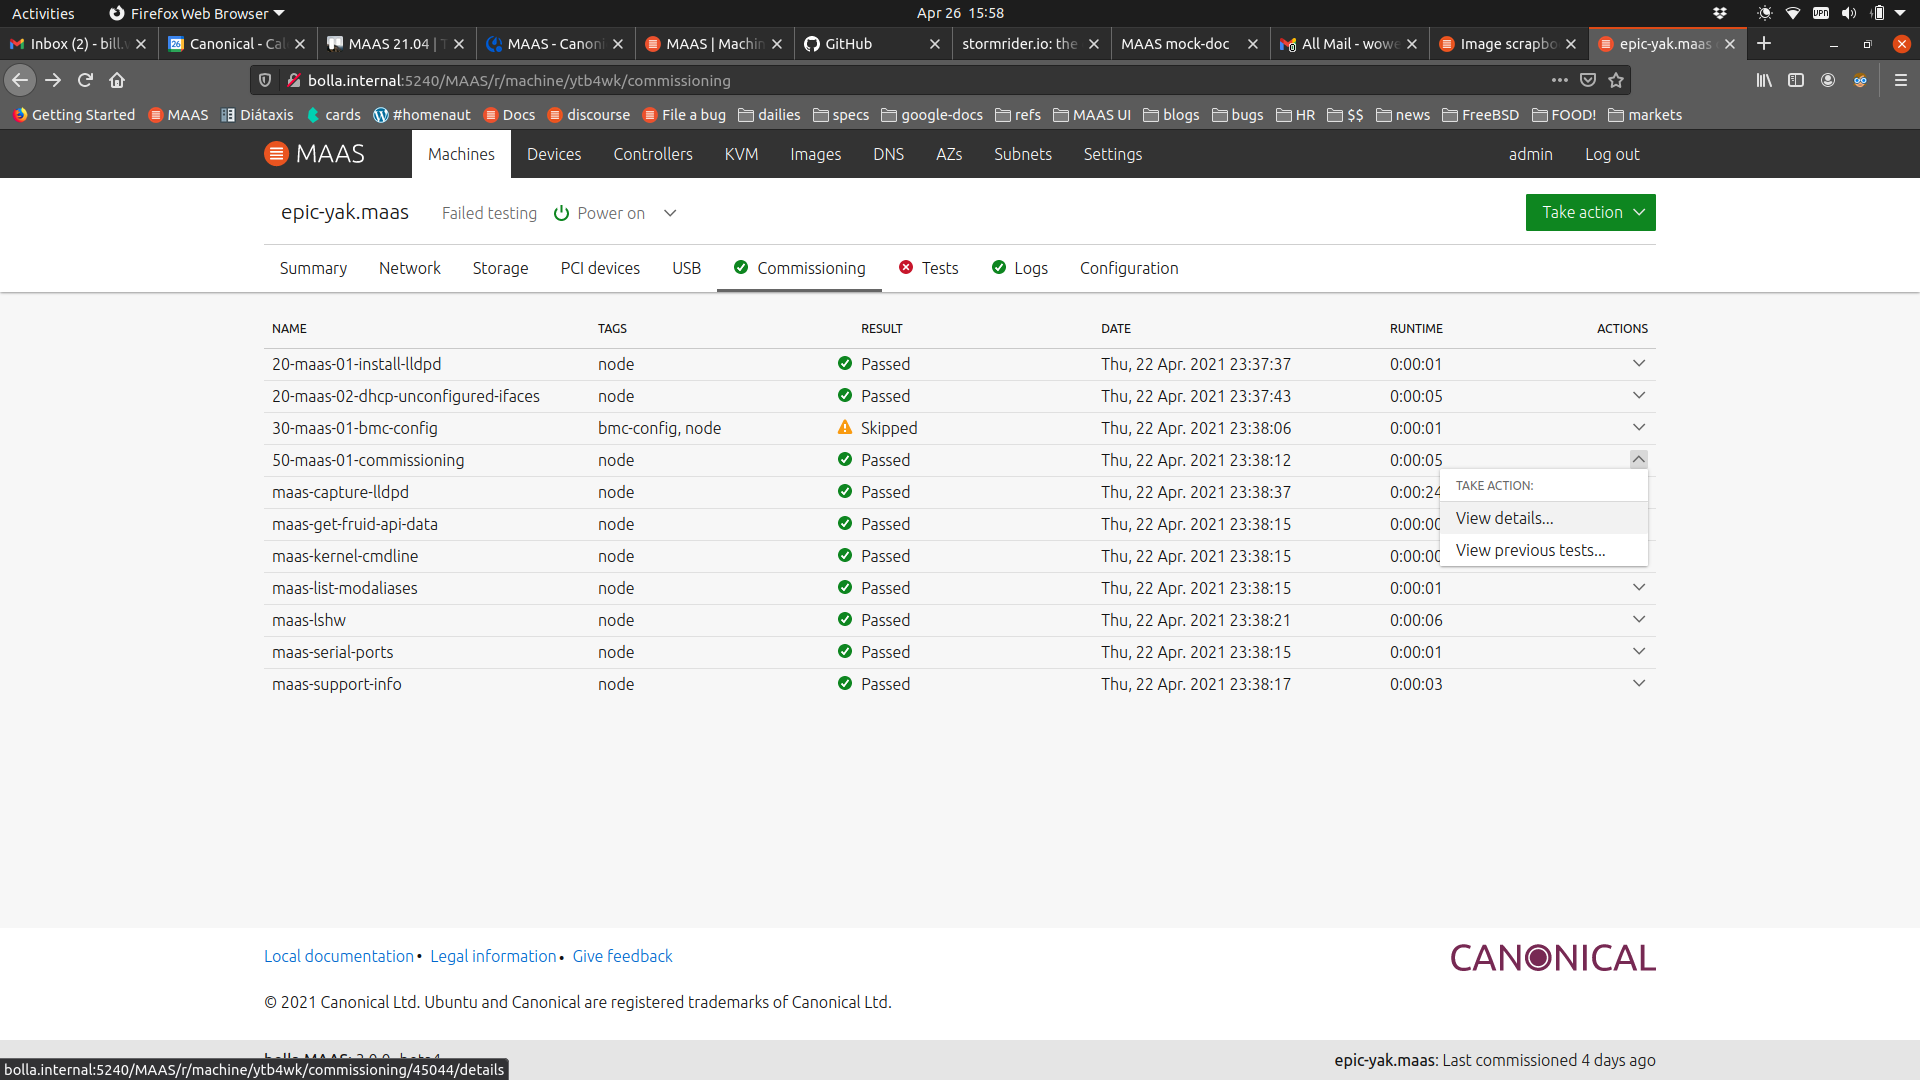 Activities Firefox Web Browser Apr 26 15:58 VPN
Inbox (2) - bill. Canonical - Cal MAAS 21.04 | T MAAS - Canoni MAAS | Machin GitHub stormrider.io: the MAAS mock-doc All Mail - wowe Image scrapbo epic-yak.maas
bolla.internal:5240/MAAS/r/machine/ytb4wk/commissioning
Getting Started MAAS Diátaxis cards #homenaut Docs discourse File a bug dailies specs google-docs refs MAAS UI blogs bugs HR $$ news FreeBSD FOOD! markets
MAAS Machines Devices Controllers KVM Images DNS AZs Subnets Settings admin Log out
epic-yak.maas Failed testing Power on Take action
Summary Network Storage PCI devices USB Commissioning Tests Logs Configuration
NAME TAGS RESULT DATE RUNTIME ACTIONS
20-maas-01-install-lldpd node Passed Thu, 22 Apr. 2021 23:37:37 0:00:01
20-maas-02-dhcp-unconfigured-ifaces node Passed Thu, 22 Apr. 2021 23:37:43 0:00:05
30-maas-01-bmc-config bmc-config, node Skipped Thu, 22 Apr. 2021 23:38:06 0:00:01
50-maas-01-commissioning node Passed Thu, 22 Apr. 2021 23:38:12 0:00:05
TAKE ACTION:
maas-capture-lldpd node Passed Thu, 22 Apr. 2021 23:38:37 0:00:24
View details...
maas-get-fruid-api-data node Passed Thu, 22 Apr. 2021 23:38:15 0:00:00
View previous tests...
maas-kernel-cmdline node Passed Thu, 22 Apr. 2021 23:38:15 0:00:00
maas-list-modaliases node Passed Thu, 22 Apr. 2021 23:38:15 0:00:01
maas-lshw node Passed Thu, 22 Apr. 2021 23:38:21 0:00:06
maas-serial-ports node Passed Thu, 22 Apr. 2021 23:38:15 0:00:01
maas-support-info node Passed Thu, 22 Apr. 2021 23:38:17 0:00:03
Local documentation • Legal information • Give feedback CANONICAL
© 2021 Canonical Ltd. Ubuntu and Canonical are registered trademarks of Canonical Ltd.
epic-yak.maas: Last commissioned 4 days ago
bolla.internal:5240/MAAS/r/machine/ytb4wk/commissioning/45044/details